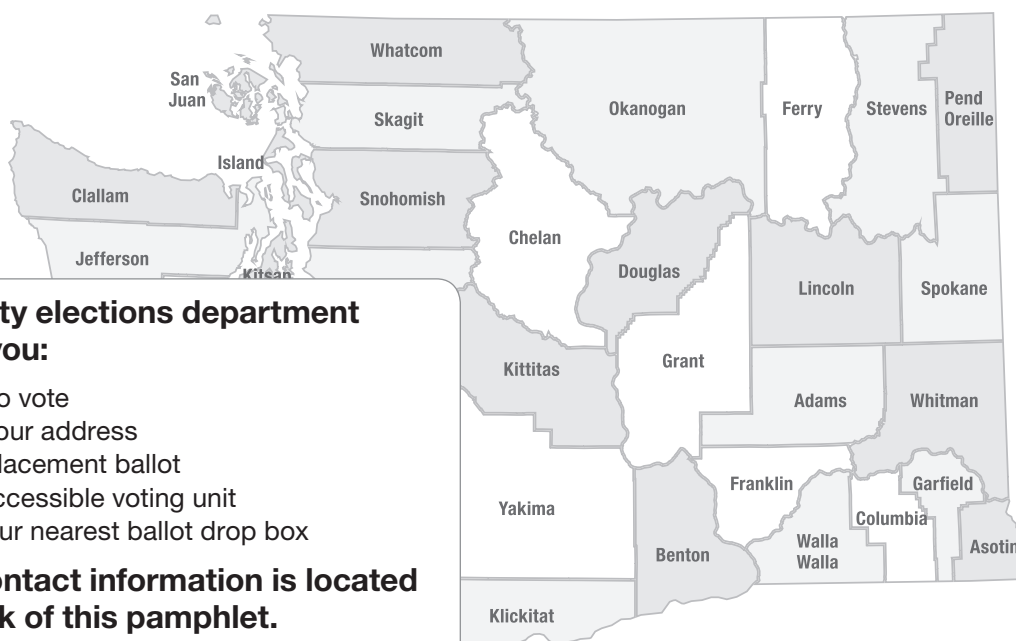 Whatcom
San
Juan
Skagit
Okanogan
Ferry
Stevens
Pend
Oreille
Island
Clallam
Snohomish
Chelan
Jefferson
Kitsap
Douglas
Lincoln
Spokane
Kittitas
Grant
Adams
Whitman
Yakima
Franklin
Garfield
Columbia
Benton
Walla
Walla
Asotin
Klickitat
ty elections department
you:
o vote
our address
lacement ballot
ccessible voting unit
ur nearest ballot drop box
ontact information is located
k of this pamphlet.